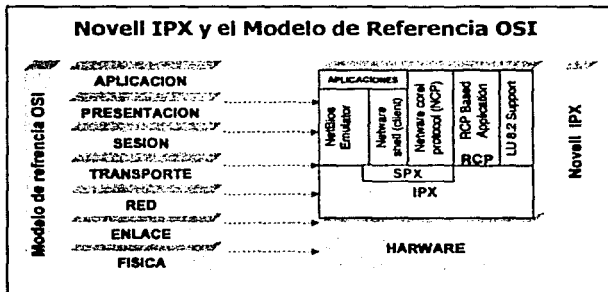 Novell IPX y el Modelo de Referencia OSI
Modelo de refrencia OSI
APLICACION
PRESENTACION
SESION
TRANSPORTE
RED
ENLACE
FISICA
APLICACIONES
NetBios
Emulator
Netware
shell (client)
Netware corel
protocol (NCP)
RCP Based
Application
RCP
LU 8.2 Support
SPX
IPX
HARWARE
Novell IPX